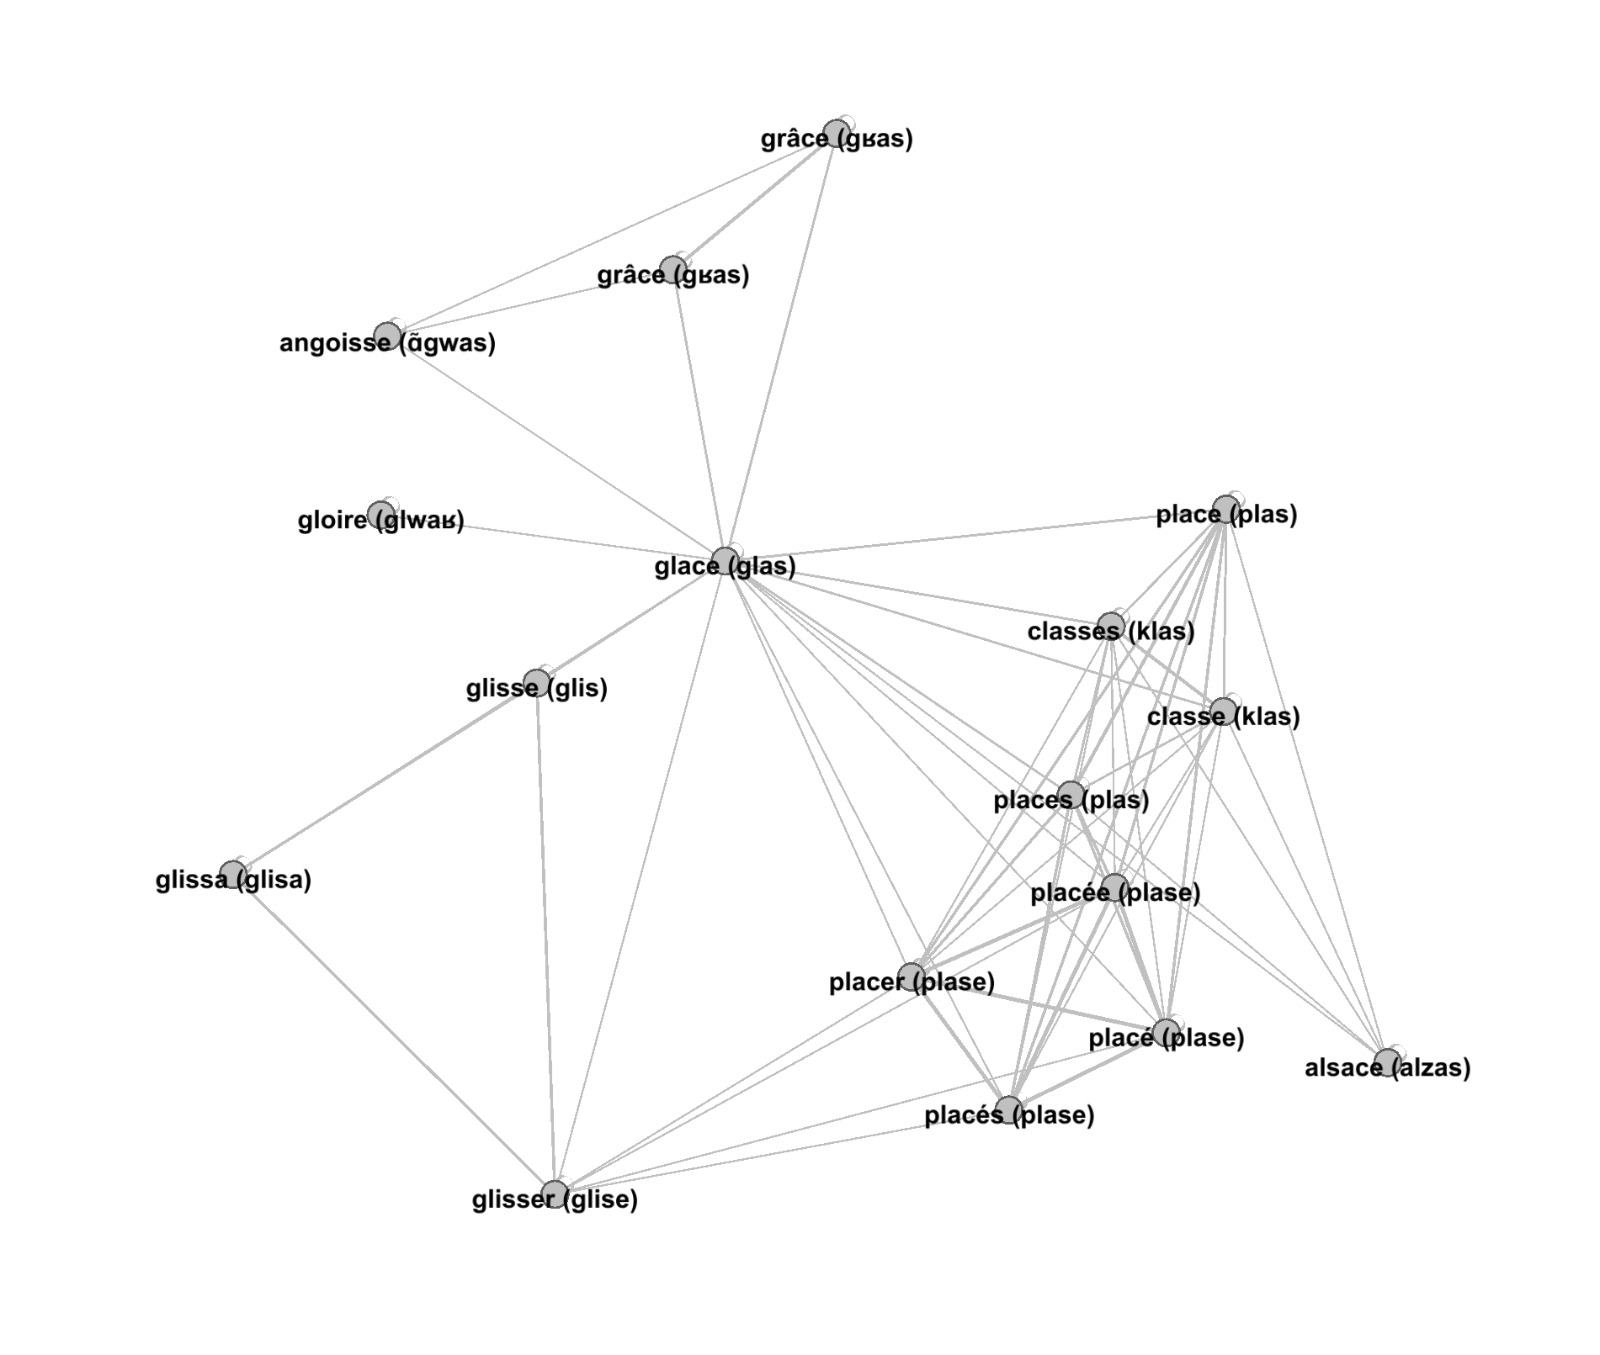 grâce (gʁas)
grâce (gʁas)
angoisse (ɑ̃gwas)
gloire (glwaʁ)
place (plas)
glace (glas)
classes (klas)
glisse (glis)
classe (klas)
places (plas)
glissa (glisa)
placée (plase)
placer (plase)
placé (plase)
alsace (alzas)
placés (plase)
glisser (glise)